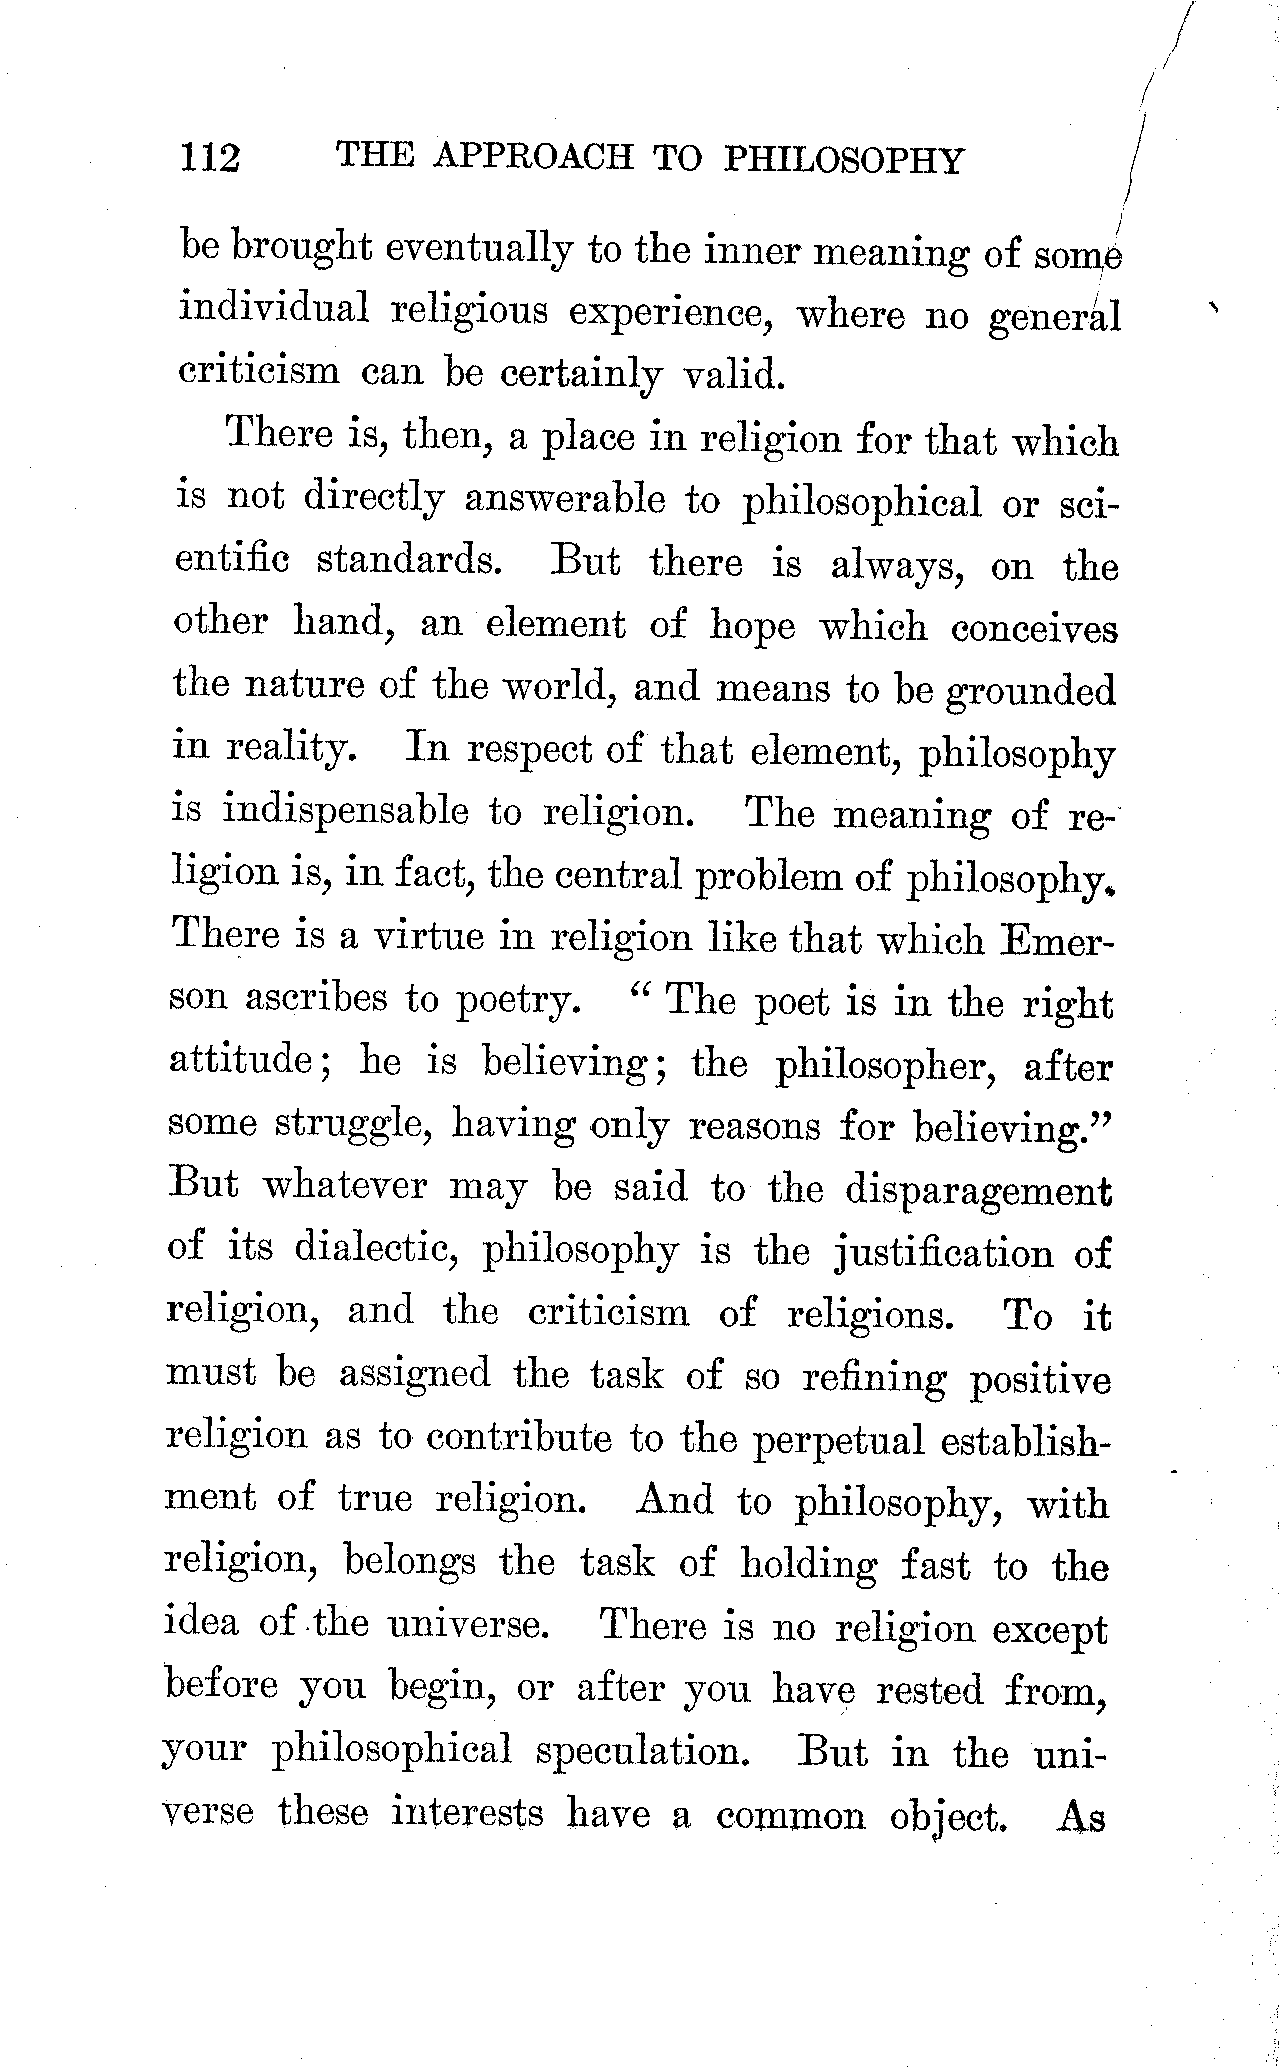 112 THE APPROACH TO PHILOSOPHY
be brought eventually to the inner meaning of some
individual religious experience, where no general
criticism can be certainly valid.
There is, then, a place in religion for that which
is not directly answerable to philosophical or sci-
entific standards. But there is always, on the
other hand, an element of hope which conceives
the nature of the world, and means to be grounded
in reality. In respect of that element, philosophy
is indispensable to religion. The meaning of re-
ligion is, in fact, the central problem of philosophy.
There is a virtue in religion like that which Emer-
son ascribes to poetry. “ The poet is in the right
attitude; he is believing; the philosopher, after
some struggle, having only reasons for believing.”
But whatever may be said to the disparagement
of its dialectic, philosophy is the justification of
religion, and the criticism of religions. To it
must be assigned the task of so refining positive
religion as to contribute to the perpetual establish-
ment of true religion. And to philosophy, with
religion, belongs the task of holding fast to the
idea of the universe. There is no religion except
before you begin, or after you have rested from,
your philosophical speculation. But in the uni-
verse these interests have a common object. As